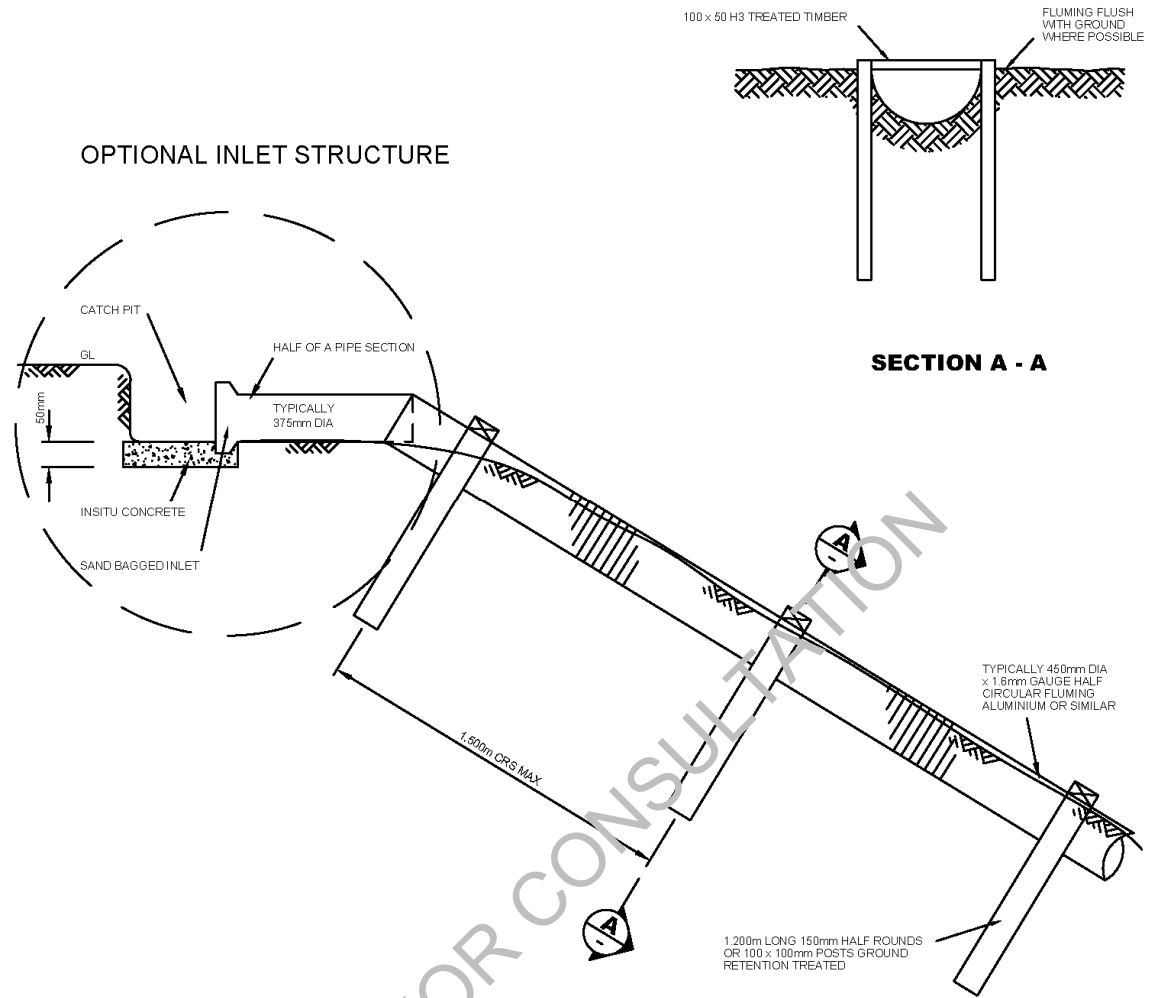 100 x 50 H3 TREATED TIMBER
FLUMING FLUSH
WITH GROUND
WHERE POSSIBLE
OPTIONAL INLET STRUCTURE
SECTION A - A
CATCH PIT
GL
HALF OF A PIPE SECTION
50mm
TYPICALLY
375mm DIA
INSITU CONCRETE
SAND BAGGED INLET
A
-
1.500m CRS MAX
TYPICALLY 450mm DIA
x 1.6mm GAUGE HALF
CIRCULAR FLUMING
ALUMINIUM OR SIMILAR
A
-
1.200m LONG 150mm HALF ROUNDS
OR 100 x 100mm POSTS GROUND
RETENTION TREATED
OR CONSULTATION